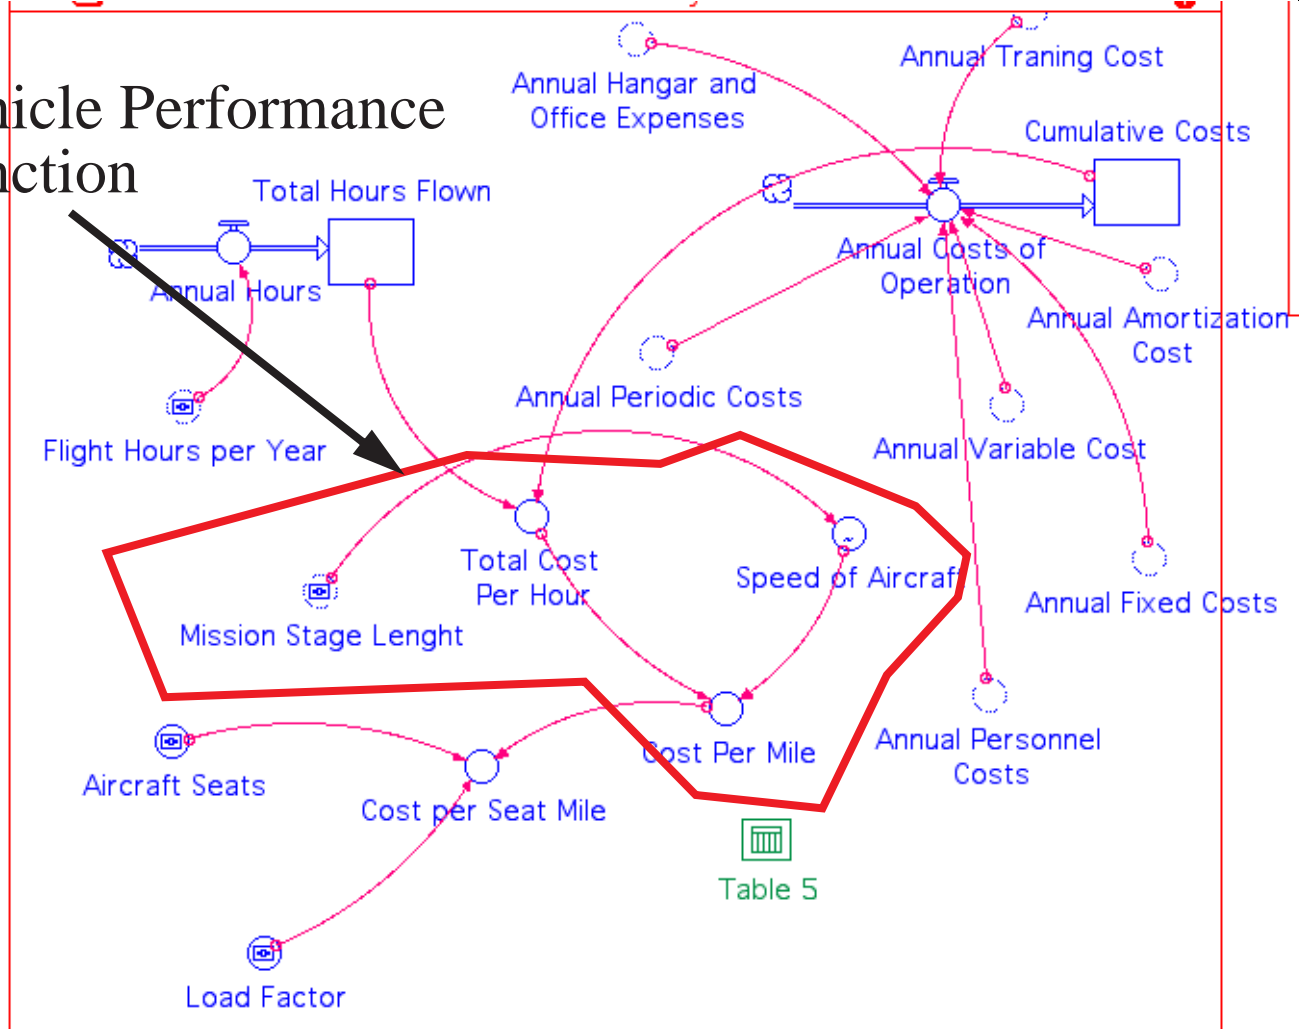 Annual Traning Cost
Annual Hangar and
Office Expenses
nicle Performance
nction
Cumulative Costs
Total Hours Flown
Annual Costs of
Operation
Annual Hours
Annual Amortization
Cost
Annual Periodic Costs
Flight Hours per Year
Annual Variable Cost
Total Cost
Per Hour
Speed of Aircraft
Annual Fixed Costs
Mission Stage Lenght
Annual Personnel
Costs
Cost Per Mile
Aircraft Seats
Cost per Seat Mile
Table 5
Load Factor